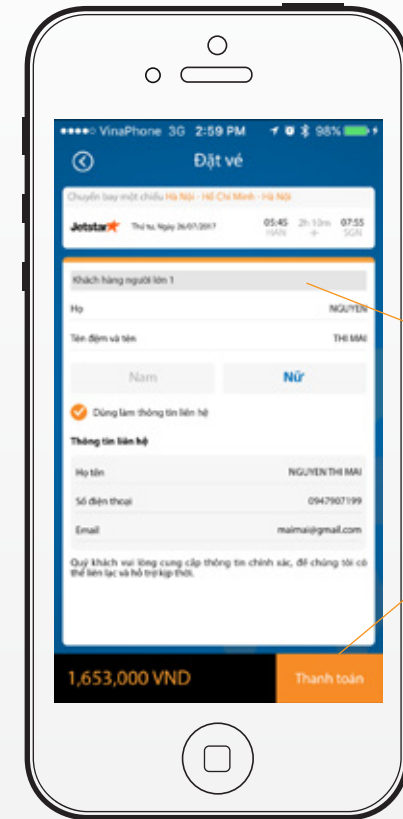 VinaPhone 3G 2:59 PM 98%
Đặt vé
Chuyến bay một chiều Hà Nội - Hồ Chí Minh - Hà Nội
Jetstar Thứ tư, Ngày 26/07/2017 05:45 2h 10m 07:55
HAN SGN
Khách hàng người lớn 1
Họ NGUYEN
Tên đệm và tên THI MAI
Nam Nữ
Dùng làm thông tin liên hệ
Thông tin liên hệ
Họ tên NGUYEN THI MAI
Số điện thoại 0947907199
Email maimai@gmail.com
Quý khách vui lòng cung cấp thông tin chính xác, để chúng tôi có
thể liên lạc và hỗ trợ kịp thời.
1,653,000 VND Thanh toán